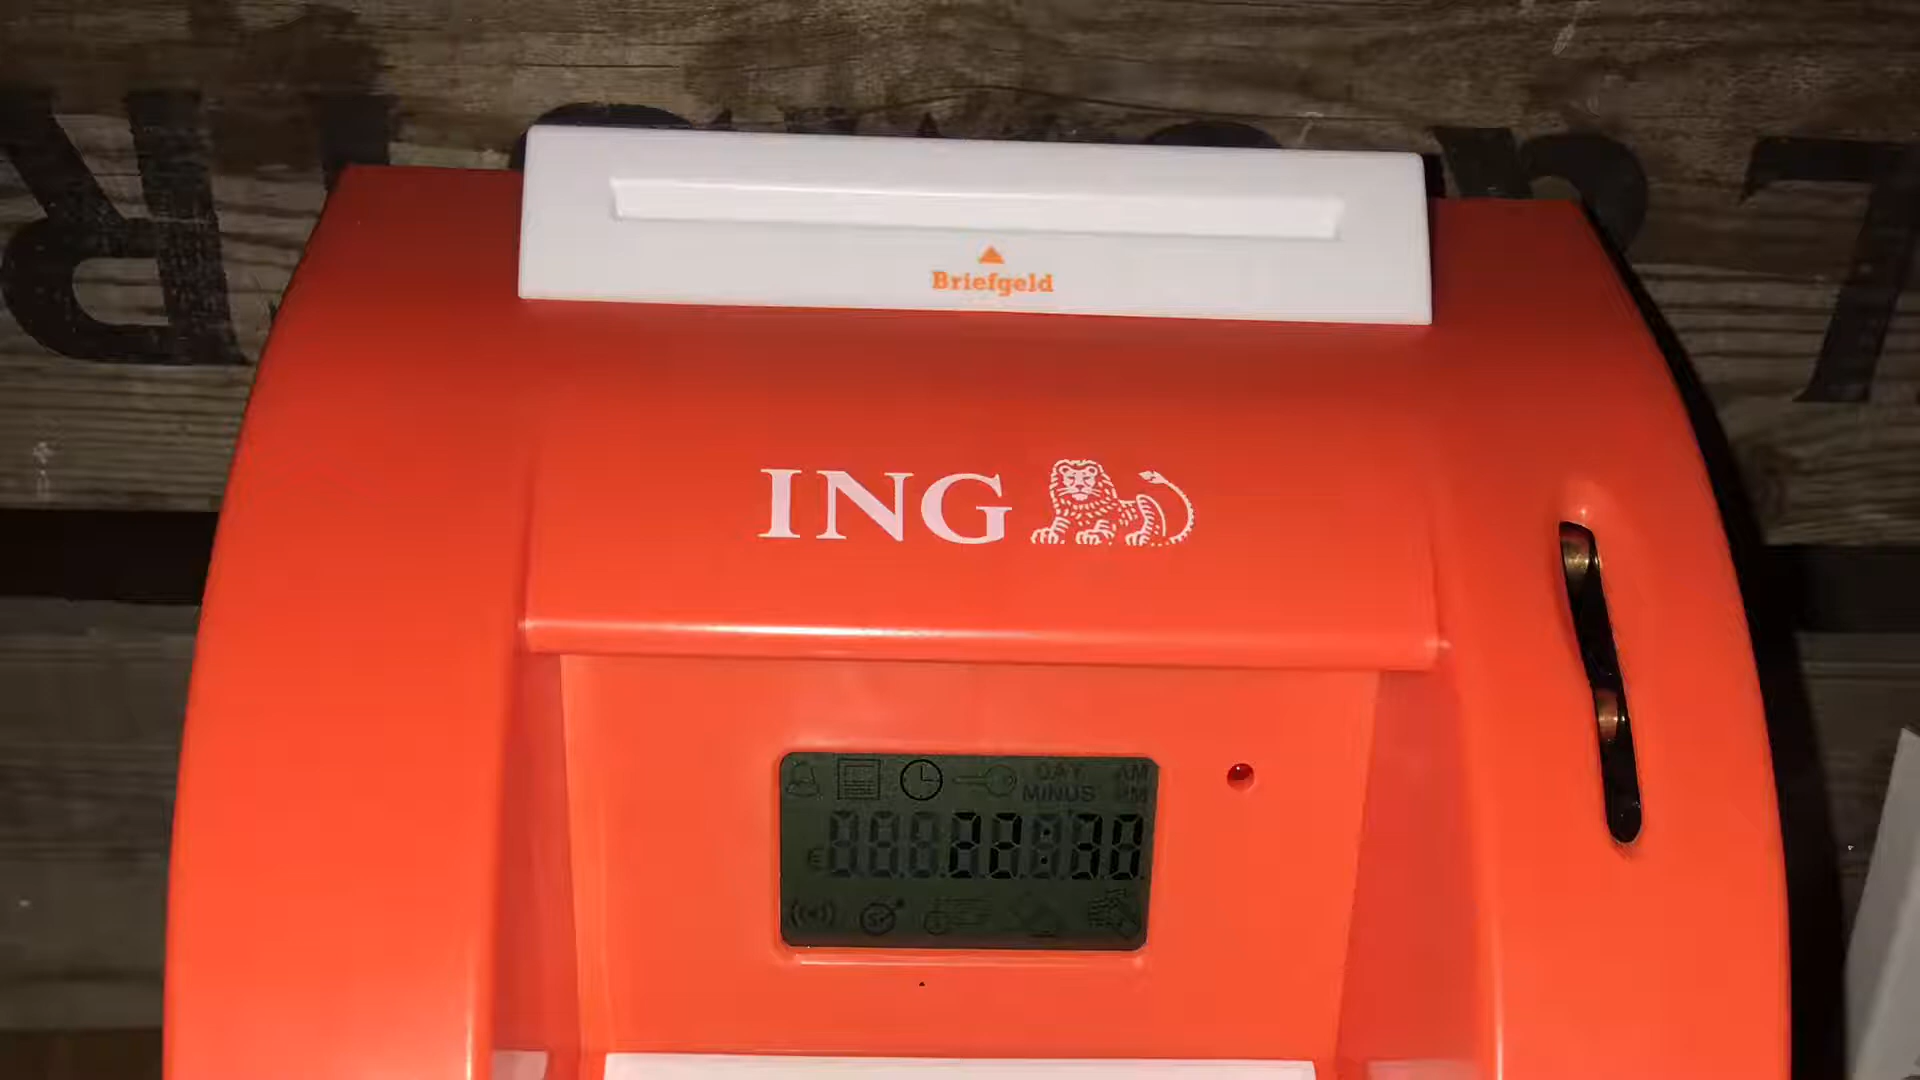 Briefgeld
ING
DAY AM
MINUS PM
22:30